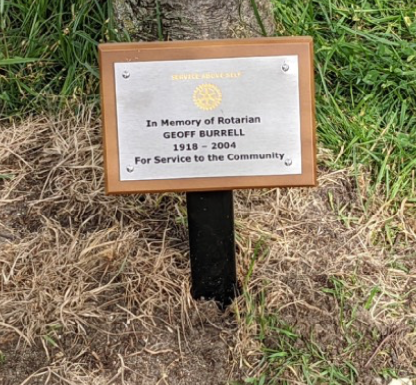 SERVICE ABOVE SELF
In Memory of Rotarian
GEOFF BURRELL
1918 – 2004
For Service to the Community